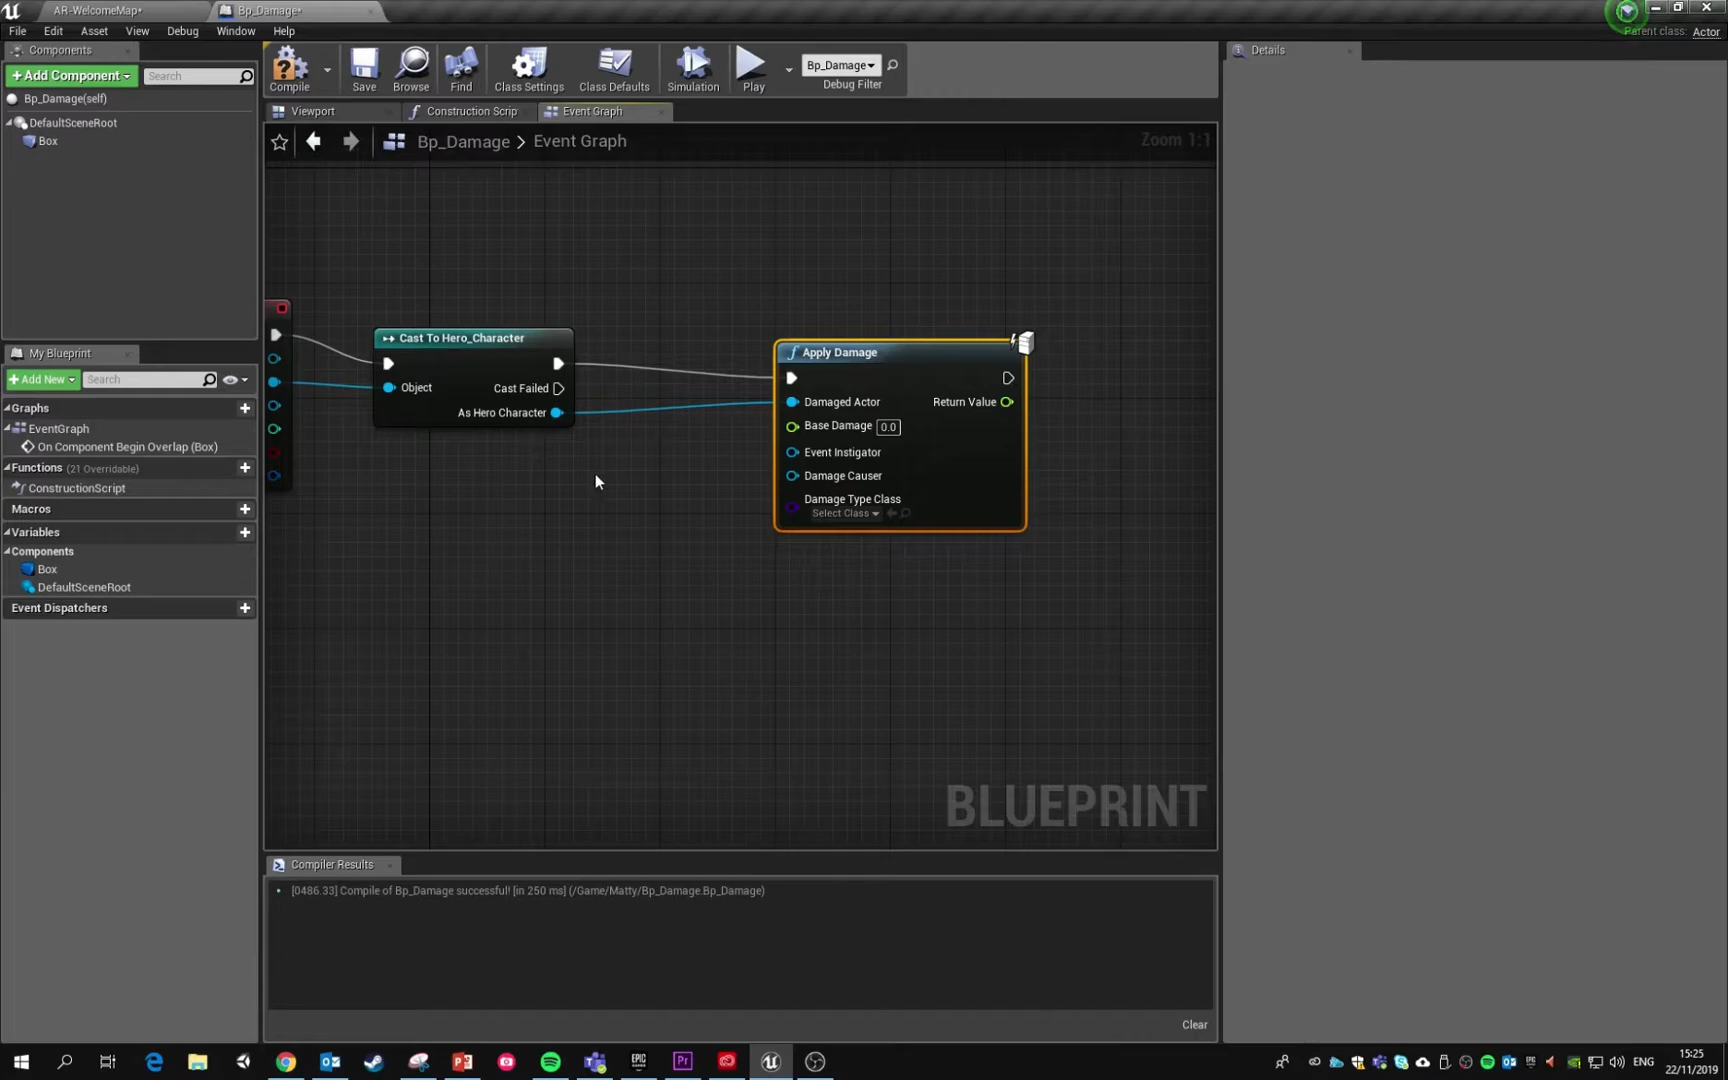 AR-WelcomeMap*
Bp_Damage*
File Edit Asset View Debug Window Help
Parent class: Actor
Components
+Add Component
Search
Bp_Damage(self)
DefaultSceneRoot
Box
Compile
Save
Browse
Find
Class Settings
Class Defaults
Simulation
Play
Bp_Damage
Debug Filter
Details
Viewport
Construction Scrip
Event Graph
Bp_Damage > Event Graph
Zoom 1:1
Cast To Hero_Character
Object
Cast Failed
As Hero Character
Apply Damage
Damaged Actor
Return Value
Base Damage 0.0
Event Instigator
Damage Causer
Damage Type Class
Select Class
BLUEPRINT
My Blueprint
+Add New
Search
Graphs
EventGraph
On Component Begin Overlap (Box)
Functions (21 Overridable)
ConstructionScript
Macros
Variables
Components
Box
DefaultSceneRoot
Event Dispatchers
Compiler Results
[0486.33] Compile of Bp_Damage successful! [in 250 ms] (/Game/Matty/Bp_Damage.Bp_Damage)
Clear
ENG
15:25
22/11/2019